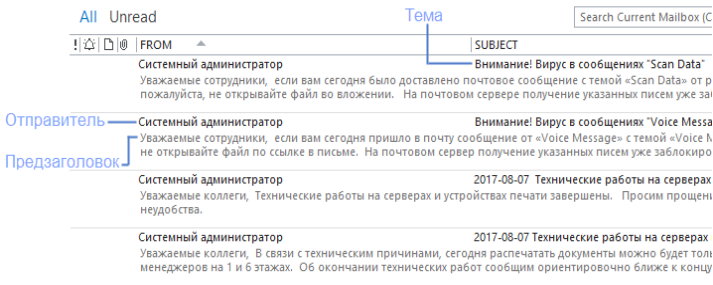 All Unread
Тема
Search Current Mailbox (C
! FROM SUBJECT
Системный администратор Внимание! Вирус в сообщениях "Scan Data"
Уважаемые сотрудники, если вам сегодня было доставлено почтовое сообщение с темой «Scan Data» от р
пожалуйста, не открывайте файл во вложении. На почтовом сервере получение указанных писем уже за
Отправитель
Системный администратор Внимание! Вирус в сообщениях "Voice Messa
Уважаемые сотрудники, если вам сегодня пришло в почту сообщение от «Voice Message» с темой «Voice M
Предзаголовок
не открывайте файл по ссылке в письме. На почтовом сервер получение указанных писем уже заблокиро
Системный администратор 2017-08-07 Технические работы на серверах
Уважаемые коллеги, Технические работы на серверах и устройствах печати завершены. Просим прощени
неудобства.
Системный администратор 2017-08-07 Технические работы на серверах
Уважаемые коллеги, В связи с техническим причинами, сегодня распечатать документы можно будет толь
менеджеров на 1 и 6 этажах. Об окончании технических работ сообщим ориентировочно ближе к концу